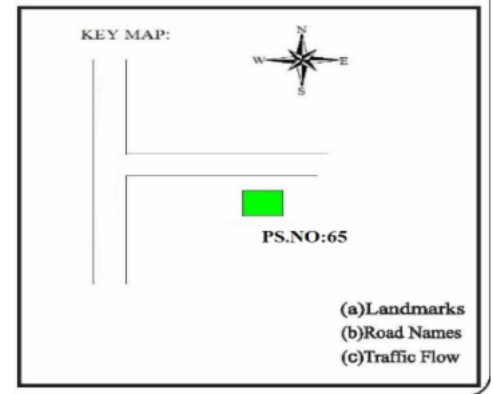 KEY MAP:
N
W E
S
PS.NO:65
(a)Landmarks
(b)Road Names
(c)Traffic Flow